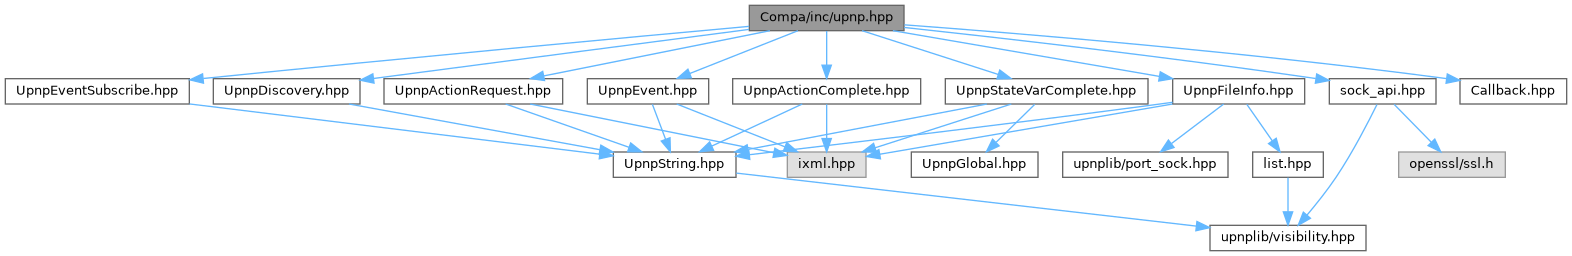 Compa/inc/upnp.hpp
UpnpEventSubscribe.hpp
UpnpDiscovery.hpp
UpnpActionRequest.hpp
UpnpEvent.hpp
UpnpActionComplete.hpp
UpnpStateVarComplete.hpp
UpnpFileInfo.hpp
sock_api.hpp
Callback.hpp
UpnpString.hpp
ixml.hpp
UpnpGlobal.hpp
upnplib/port_sock.hpp
list.hpp
openssl/ssl.h
upnplib/visibility.hpp